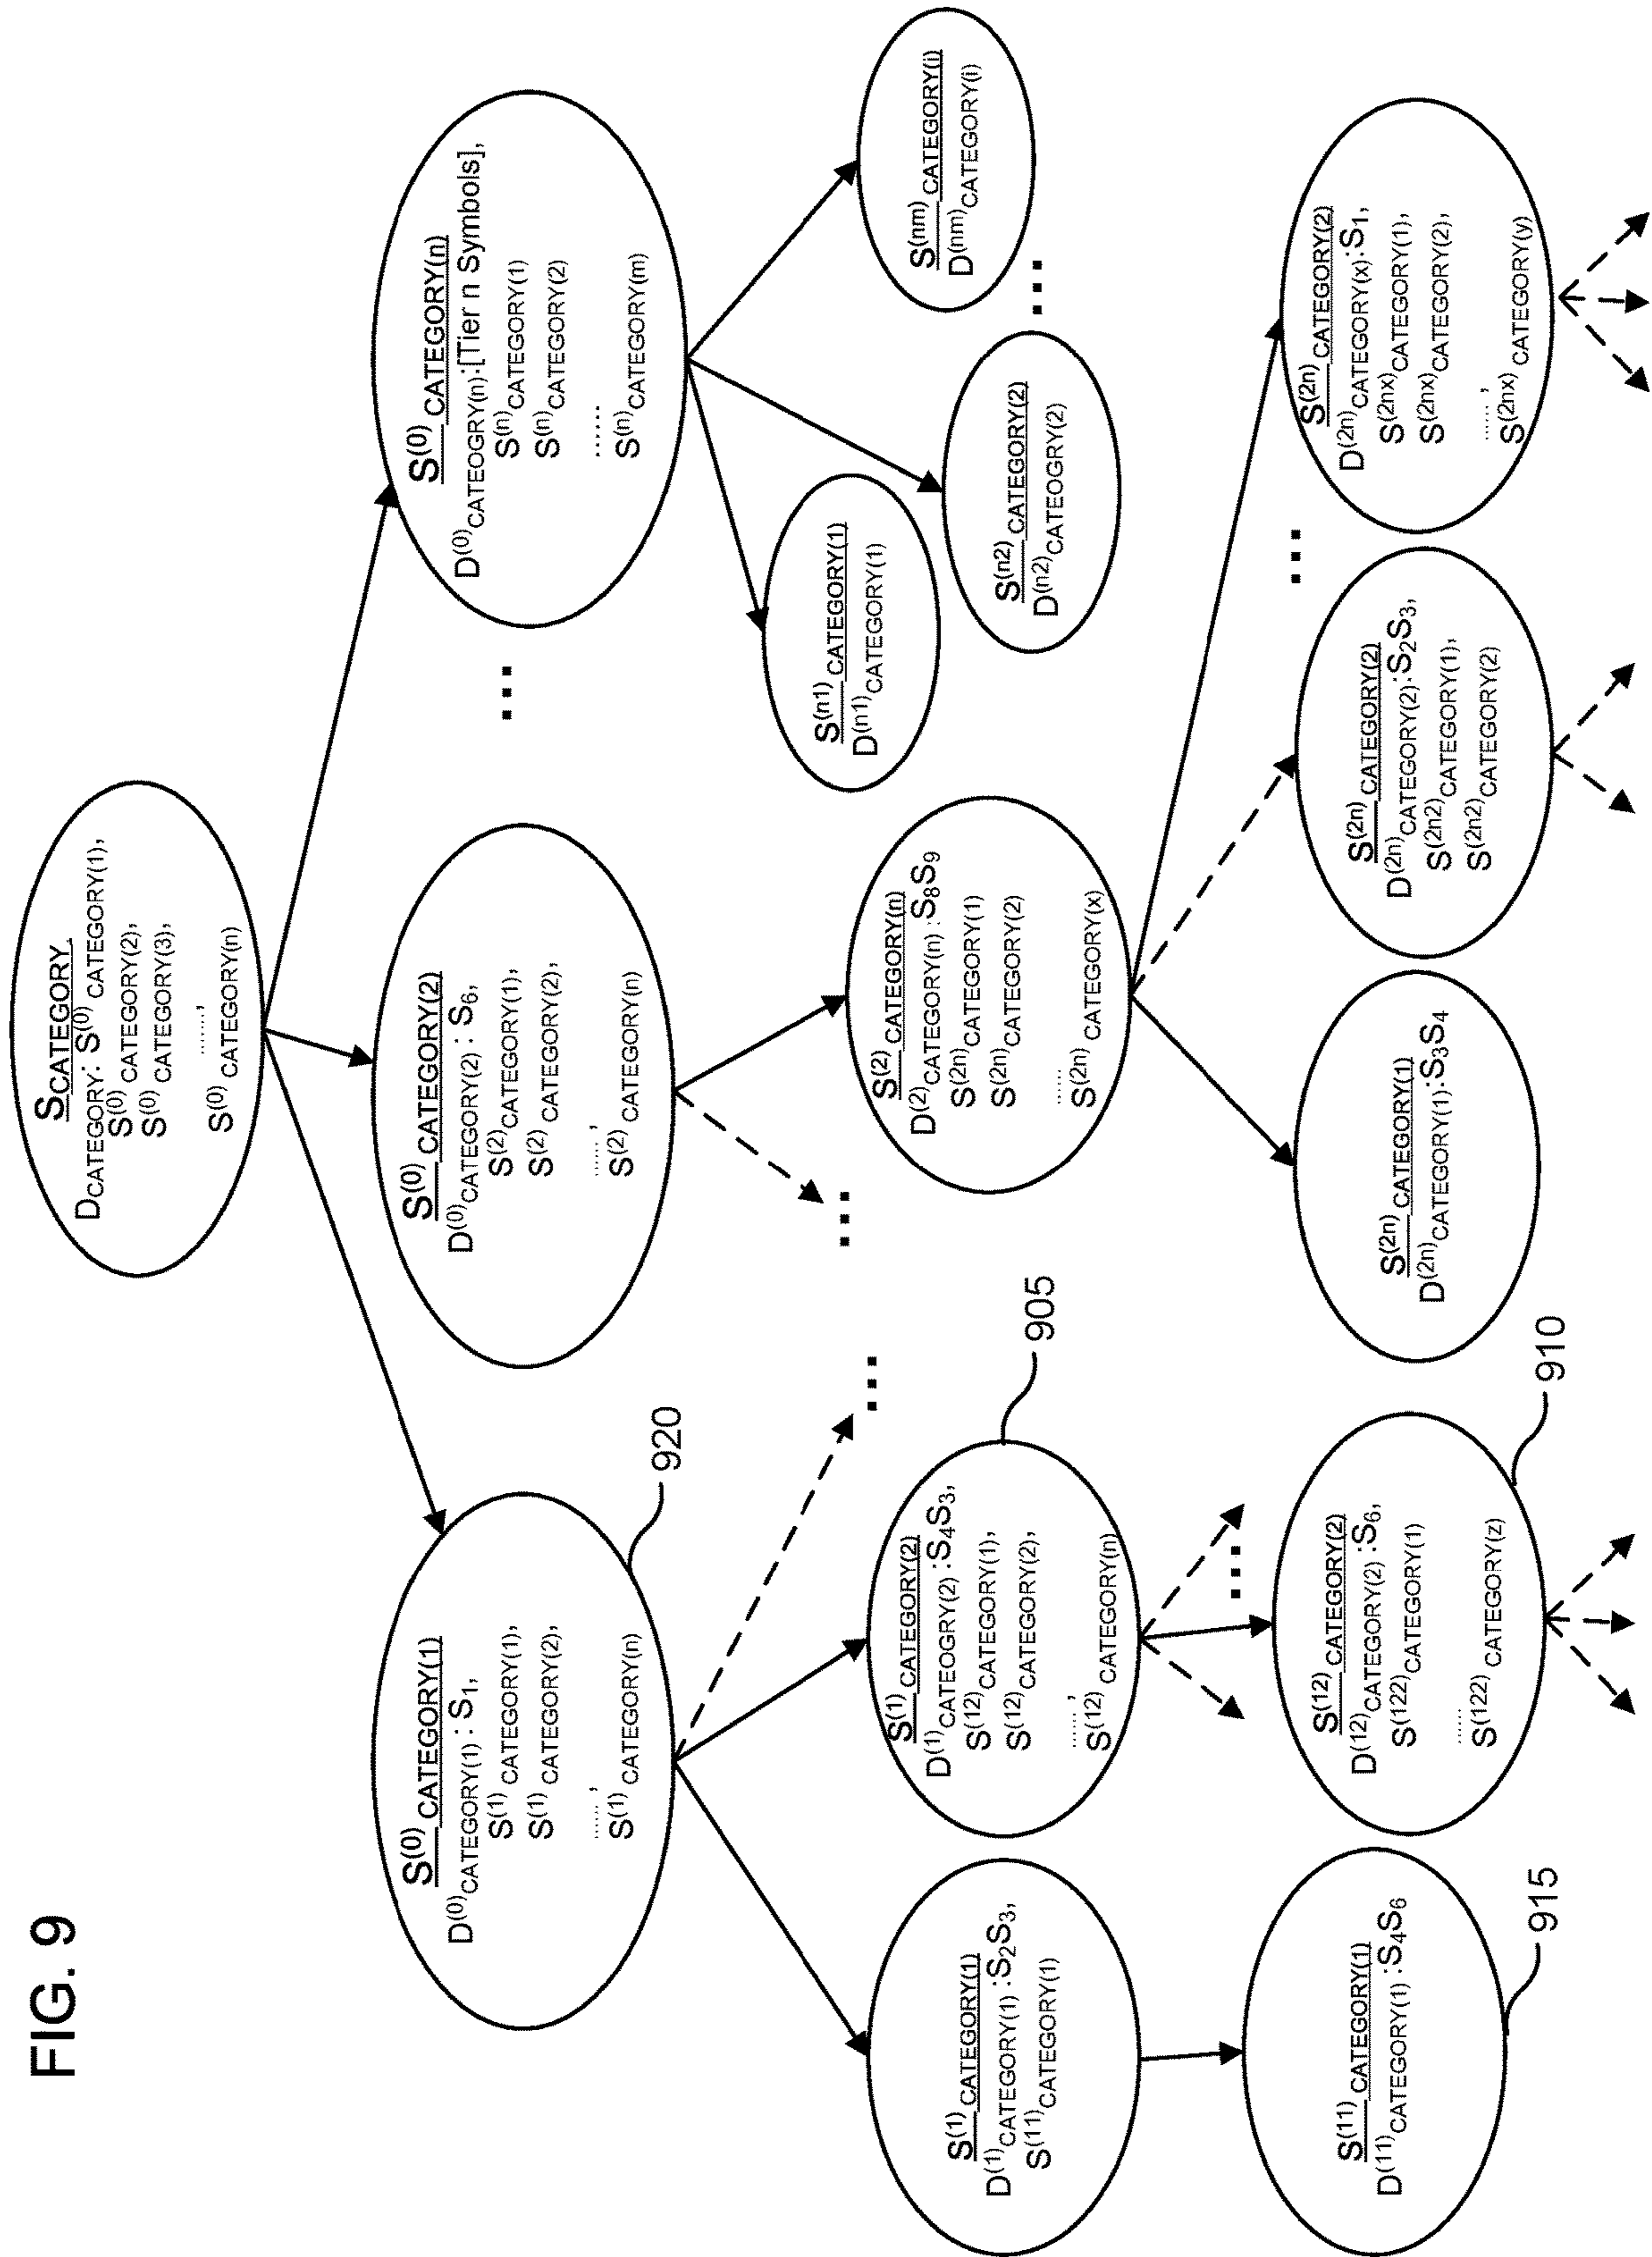 FIG. 9
S_CATEGORY
D_CATEGORY: S^(0)_CATEGORY(1),
S^(0)_CATEGORY(2),
S^(0)_CATEGORY(3),
......,
S^(0)_CATEGORY(n)
S^(0)_CATEGORY(1)
D^(0)_CATEGORY(1) : S_1,
S^(1)_CATEGORY(1),
S^(1)_CATEGORY(2),
......,
S^(1)_CATEGORY(n)
920
S^(0)_CATEGORY(2)
D^(0)_CATEGORY(2) : S_6,
S^(2)_CATEGORY(1),
S^(2)_CATEGORY(2),
......,
S^(2)_CATEGORY(n)
...
S^(0)_CATEGORY(n)
D^(0)_CATEOGRY(n):[Tier n Symbols],
S^(n)_CATEGORY(1)
S^(n)_CATEGORY(2)
.....
S^(n)_CATEGORY(m)
S^(1)_CATEGORY(1)
D^(1)_CATEGORY(1) :S_2S_3,
S^(11)_CATEGORY(1)
S^(1)_CATEGORY(2)
D^(1)_CATEOGRY(2) :S_4S_3,
S^(12)_CATEGORY(1),
S^(12)_CATEGORY(2),
......,
S^(12)_CATEGORY(n)
905
...
...
S^(2)_CATEGORY(n)
D^(2)_CATEGORY(n) :S_8S_9
S^(2n)_CATEGORY(1)
S^(2n)_CATEGORY(2)
......
S^(2n)_CATEGORY(x)
S^(n1)_CATEGORY(1)
D^(n1)_CATEGORY(1)
S^(n2)_CATEGORY(2)
D^(n2)_CATEOGRY(2)
...
S^(nm)_CATEGORY(i)
D^(nm)_CATEGORY(i)
S^(11)_CATEGORY(1)
D^(11)_CATEGORY(1) :S_4S_6
915
...
S^(12)_CATEGORY(2)
D^(12)_CATEGORY(2) :S_6,
S^(122)_CATEGORY(1)
......
S^(122)_CATEGORY(z)
910
S^(2n)_CATEGORY(1)
D^(2n)_CATEGORY(1):S_3S_4
S^(2n)_CATEGORY(2)
D^(2n)_CATEGORY(2):S_2S_3,
S^(2n2)_CATEGORY(1),
S^(2n2)_CATEGORY(2)
...
S^(2n)_CATEGORY(2)
D^(2n)_CATEGORY(x):S_1,
S^(2nx)_CATEGORY(1),
S^(2nx)_CATEGORY(2),
......,
S^(2nx)_CATEGORY(y)